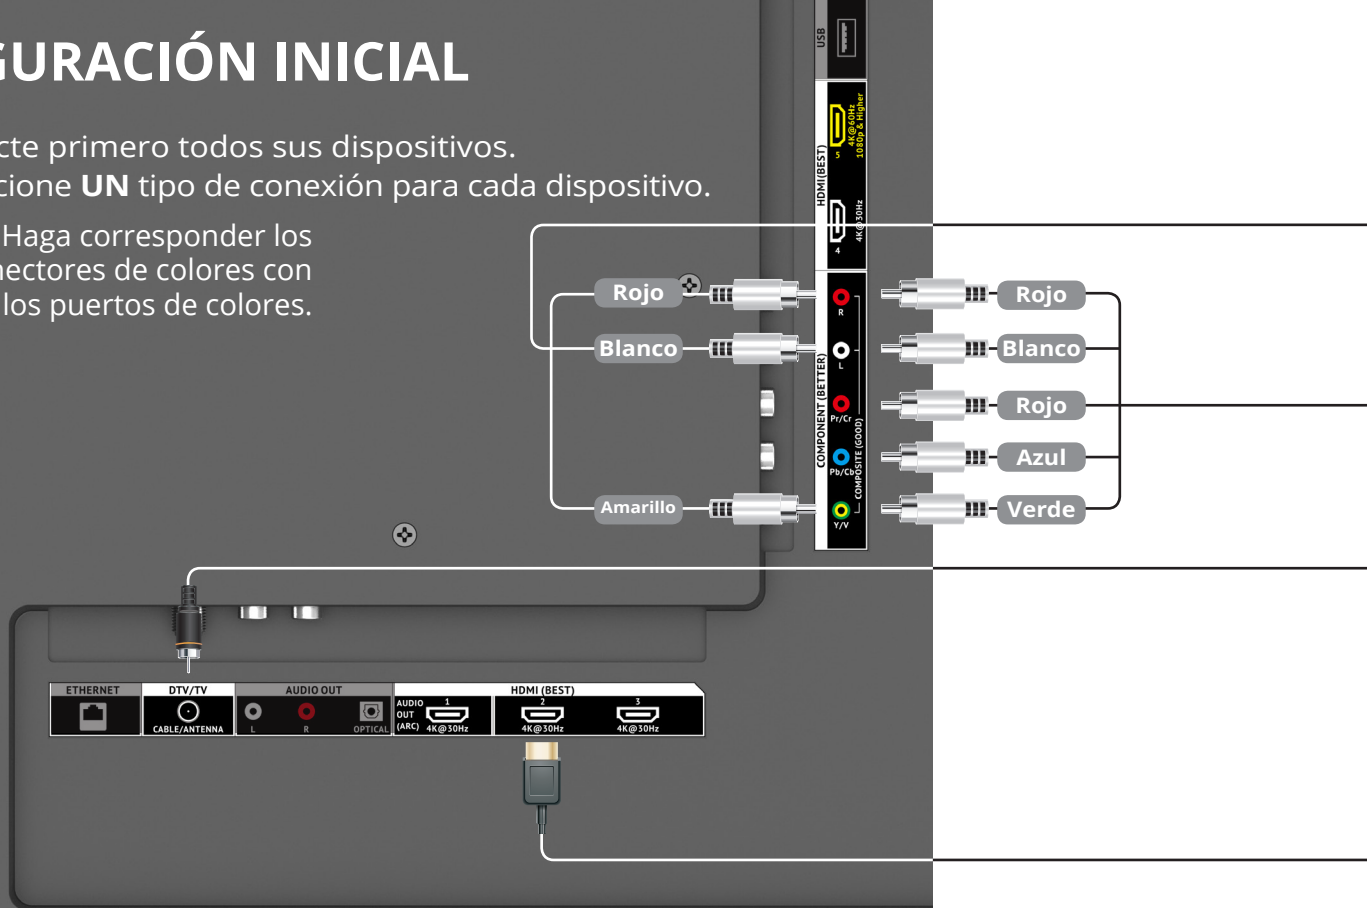 GURACIÓN INICIAL
cte primero todos sus dispositivos.
cione UN tipo de conexión para cada dispositivo.
Haga corresponder los
nectores de colores con
los puertos de colores.
USB
HDMI(BEST)
5
4K@60Hz
1080p & Higher
4
4K@30Hz
COMPONENT (BETTER)
COMPOSITE (GOOD)
R
L
Pr/Cr
Pb/Cb
Y/V
Rojo
Blanco
Amarillo
Rojo
Blanco
Rojo
Azul
Verde
ETHERNET
DTV/TV
CABLE/ANTENNA
AUDIO OUT
L
R
OPTICAL
HDMI (BEST)
AUDIO
OUT
(ARC)
1
4K@30Hz
2
4K@30Hz
3
4K@30Hz